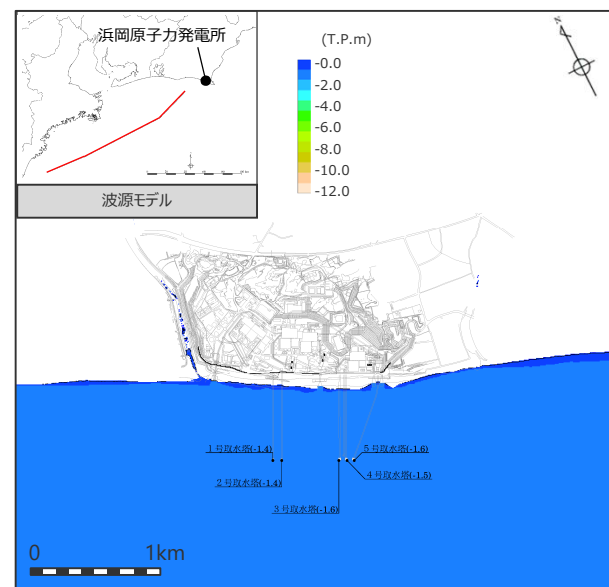 浜岡原子力発電所
波源モデル
(T.P.m)
-0.0
-2.0
-4.0
-6.0
-8.0
-10.0
-12.0
1号取水塔(-1.4)
2号取水塔(-1.4)
3号取水塔(-1.6)
4号取水塔(-1.5)
5号取水塔(-1.6)
0 1km